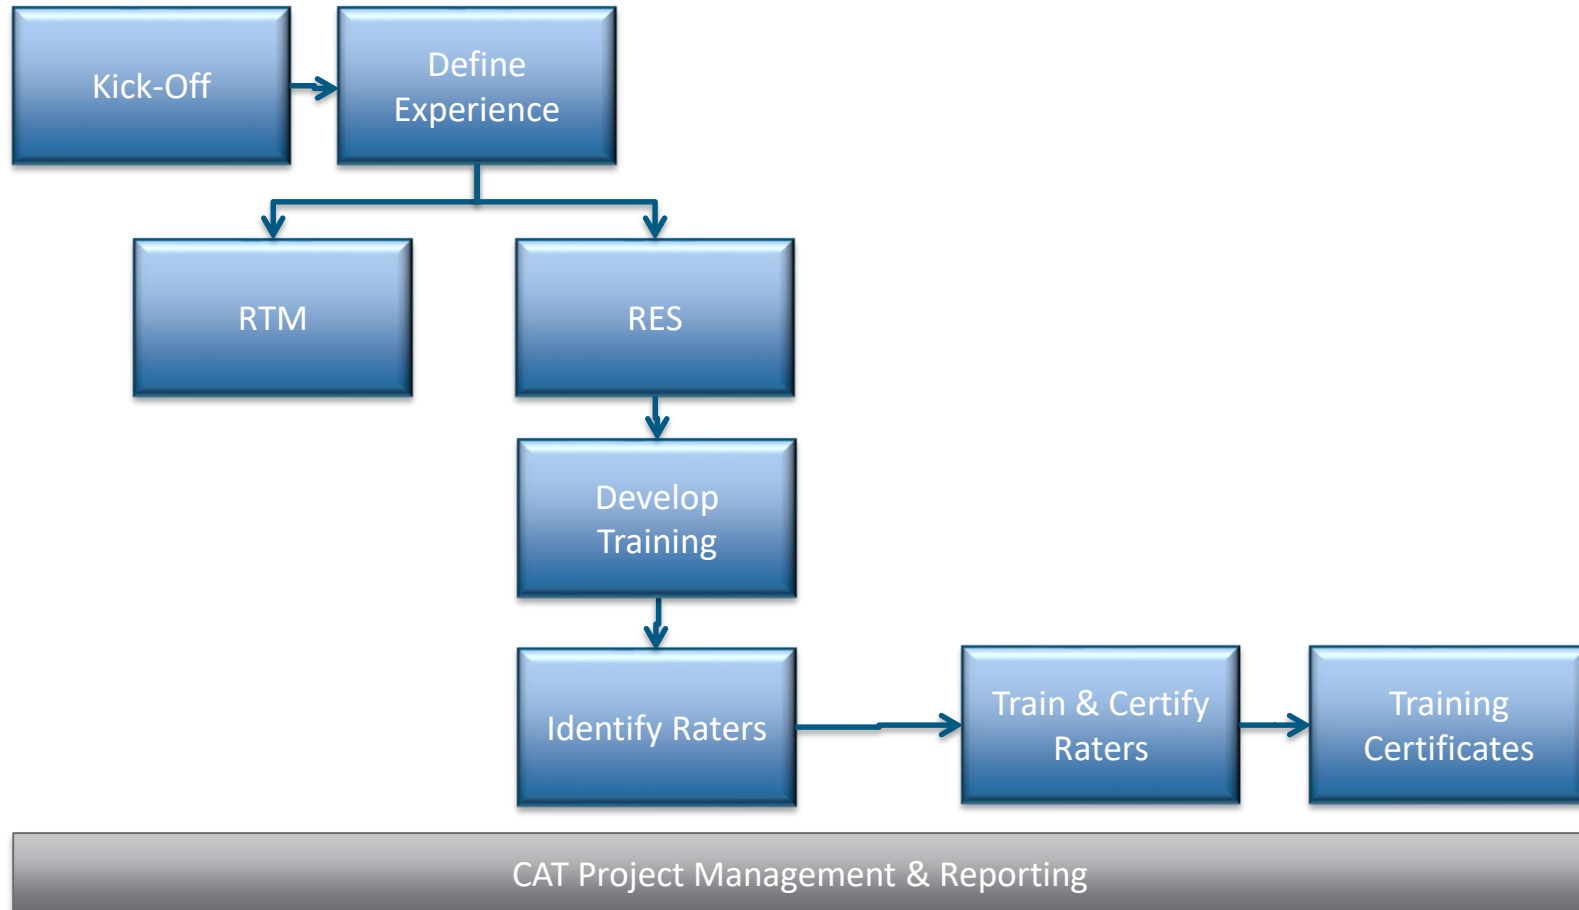 Kick-Off
Define
Experience
RTM
RES
Develop
Training
Identify Raters
Train & Certify
Raters
Training
Certificates
CAT Project Management & Reporting